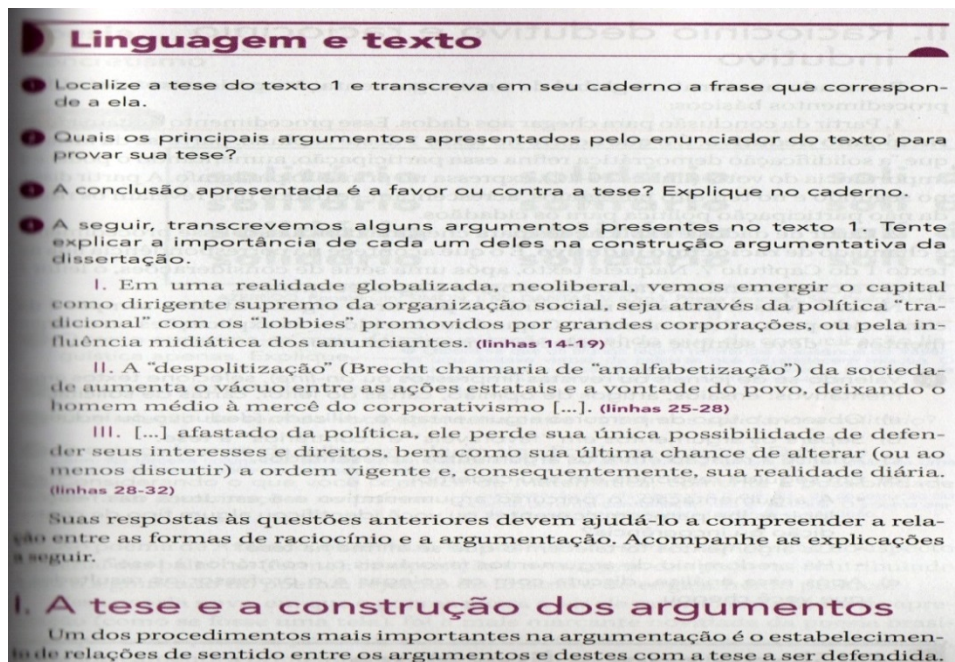 Linguagem e texto
1 Localize a tese do texto 1 e transcreva em seu caderno a frase que correspon-
de a ela.
2 Quais os principais argumentos apresentados pelo enunciador do texto para
provar sua tese?
3 A conclusão apresentada é a favor ou contra a tese? Explique no caderno.
4 A seguir, transcrevemos alguns argumentos presentes no texto 1. Tente
explicar a importância de cada um deles na construção argumentativa da
dissertação.
I. Em uma realidade globalizada, neoliberal, vemos emergir o capital
como dirigente supremo da organização social, seja através da política “tra-
dicional” com os “lobbies” promovidos por grandes corporações, ou pela in-
fluência midiática dos anunciantes. (linhas 14-19)
II. A “despolitização” (Brecht chamaria de “analfabetização”) da socieda-
de aumenta o vácuo entre as ações estatais e a vontade do povo, deixando o
homem médio à mercê do corporativismo [...]. (linhas 25-28)
III. [...] afastado da política, ele perde sua única possibilidade de defen-
der seus interesses e direitos, bem como sua última chance de alterar (ou ao
menos discutir) a ordem vigente e, consequentemente, sua realidade diária.
(linhas 28-32)
Suas respostas às questões anteriores devem ajudá-lo a compreender a rela-
ção entre as formas de raciocínio e a argumentação. Acompanhe as explicações
a seguir.
I. A tese e a construção dos argumentos
Um dos procedimentos mais importantes na argumentação é o estabelecimen-
to de relações de sentido entre os argumentos e destes com a tese a ser defendida.